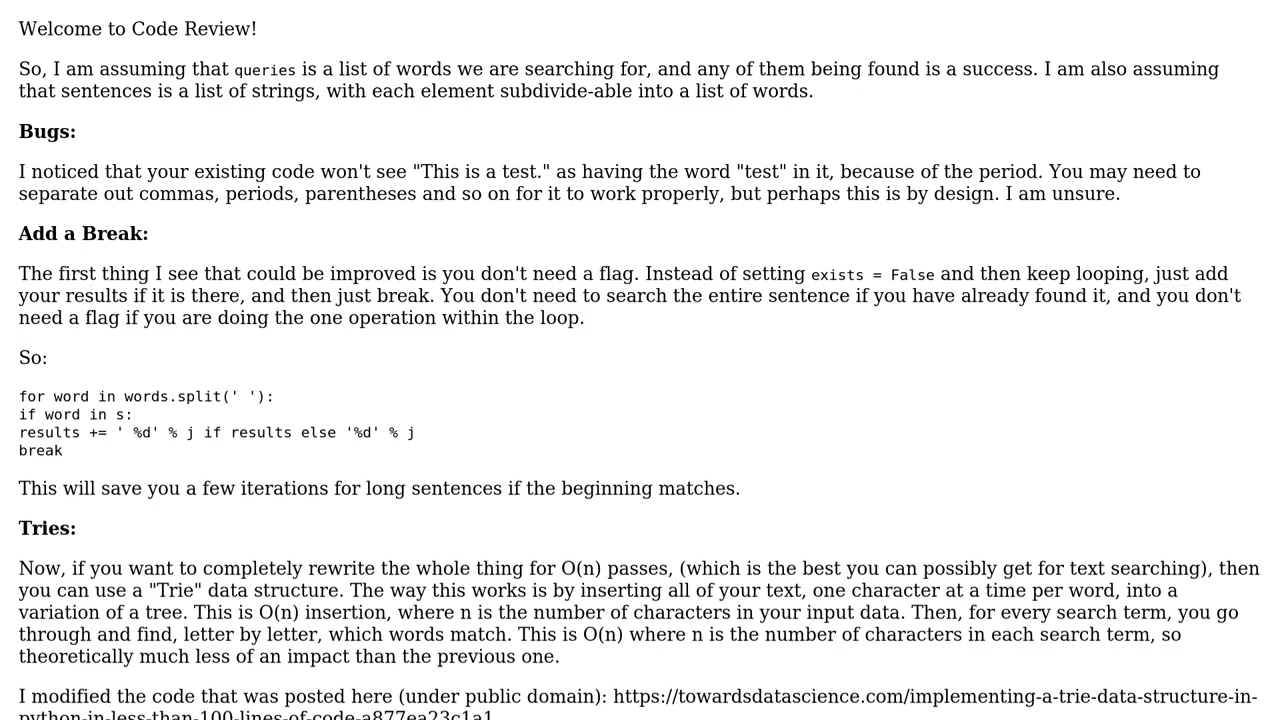 Welcome to Code Review!
So, I am assuming that queries is a list of words we are searching for, and any of them being found is a success. I am also assuming
that sentences is a list of strings, with each element subdivide-able into a list of words.
Bugs:
I noticed that your existing code won't see "This is a test." as having the word "test" in it, because of the period. You may need to
separate out commas, periods, parentheses and so on for it to work properly, but perhaps this is by design. I am unsure.
Add a Break:
The first thing I see that could be improved is you don't need a flag. Instead of setting exists = False and then keep looping, just add
your results if it is there, and then just break. You don't need to search the entire sentence if you have already found it, and you don't
need a flag if you are doing the one operation within the loop.
So:
for word in words.split(' '):
if word in s:
results += ' %d' % j if results else '%d' % j
break
This will save you a few iterations for long sentences if the beginning matches.
Tries:
Now, if you want to completely rewrite the whole thing for O(n) passes, (which is the best you can possibly get for text searching), then
you can use a "Trie" data structure. The way this works is by inserting all of your text, one character at a time per word, into a
variation of a tree. This is O(n) insertion, where n is the number of characters in your input data. Then, for every search term, you go
through and find, letter by letter, which words match. This is O(n) where n is the number of characters in each search term, so
theoretically much less of an impact than the previous one.
I modified the code that was posted here (under public domain): https://towardsdatascience.com/implementing-a-trie-data-structure-in-
python-in-less-than-100-lines-of-code-a877ea23c1a1